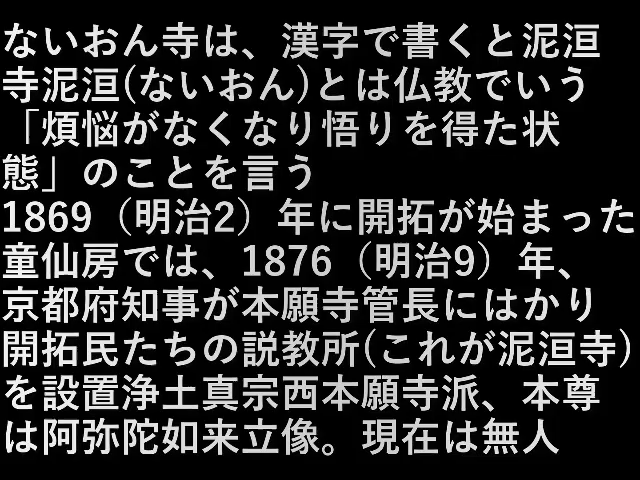 ないおん寺は、漢字で書くと泥洹
寺泥洹(ないおん)とは仏教でいう
「煩悩がなくなり悟りを得た状
態」のことを言う
1869（明治2）年に開拓が始まった
童仙房では、1876（明治9）年、
京都府知事が本願寺管長にはかり
開拓民たちの説教所(これが泥洹寺)
を設置浄土真宗西本願寺派、本尊
は阿弥陀如来立像。現在は無人